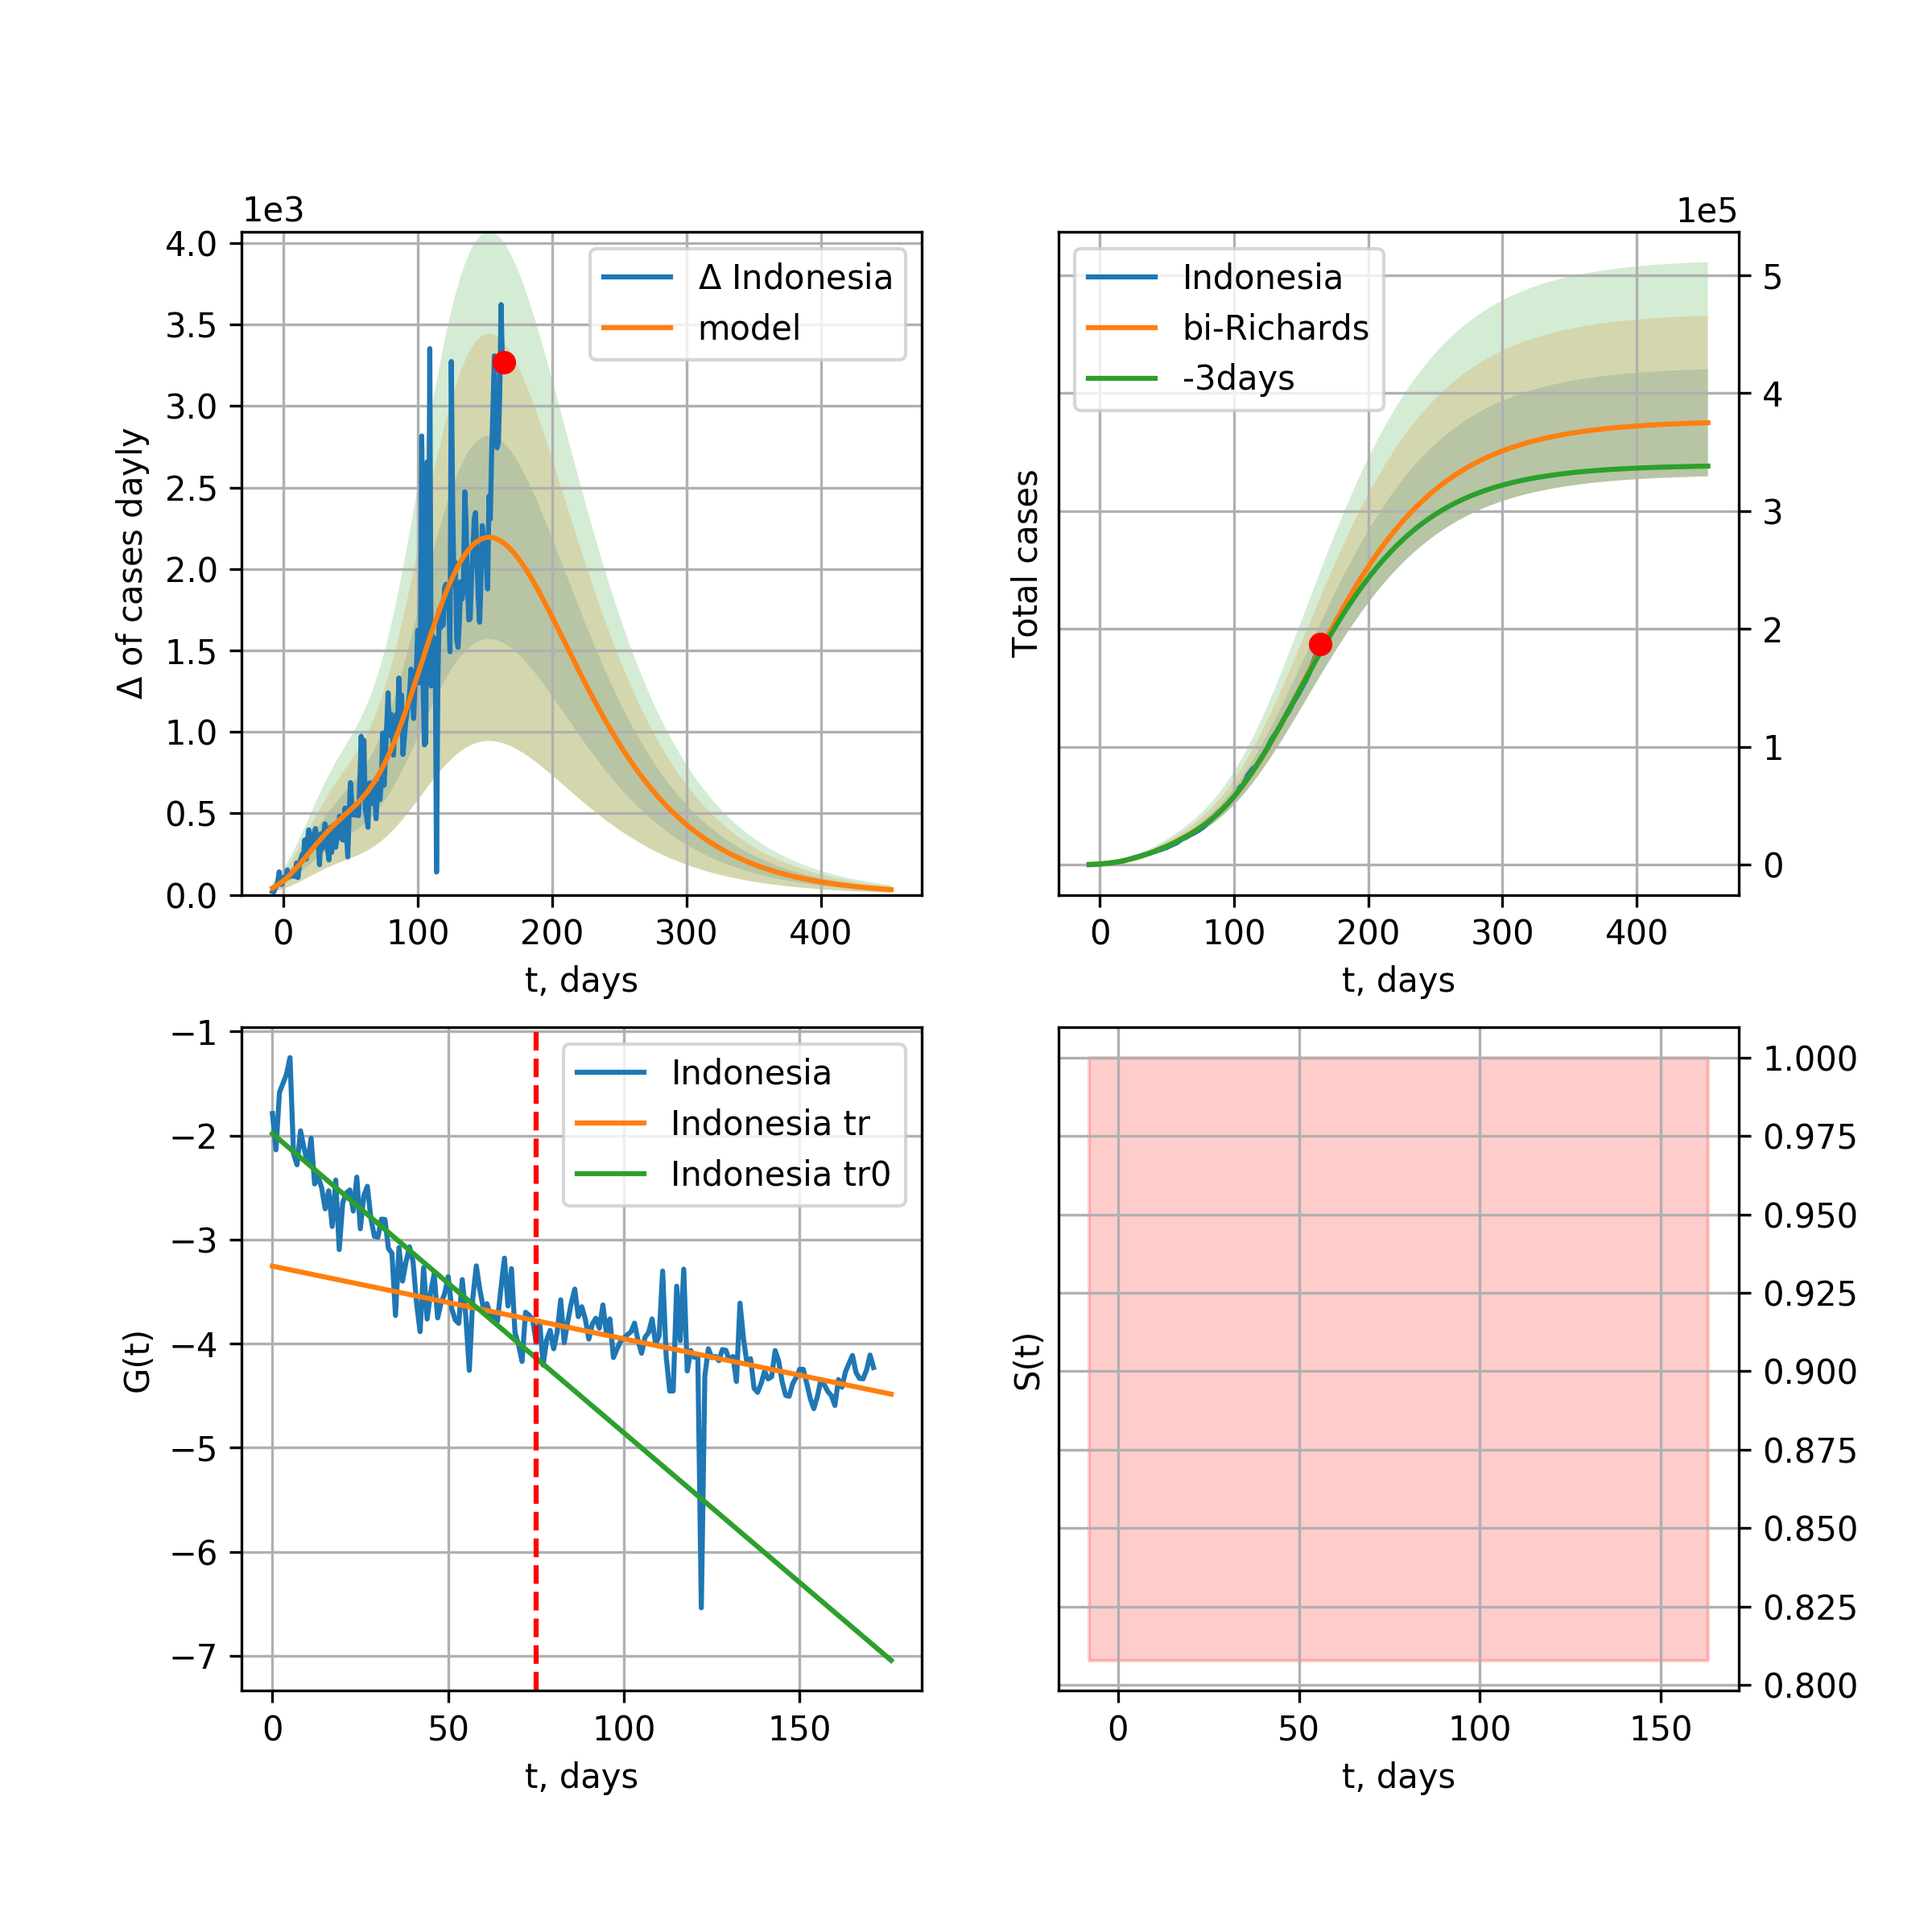 1e3
4.0
3.5
3.0
2.5
2.0
1.5
1.0
0.5
0.0
Δ of cases dayly
Δ Indonesia
model
0 100 200 300 400
t, days
1e5
5
4
3
2
1
0
Total cases
Indonesia
bi-Richards
-3days
0 100 200 300 400
t, days
−1
−2
−3
−4
−5
−6
−7
G(t)
Indonesia
Indonesia tr
Indonesia tr0
0 50 100 150
t, days
1.000
0.975
0.950
0.925
0.900
0.875
0.850
0.825
0.800
S(t)
0 50 100 150
t, days